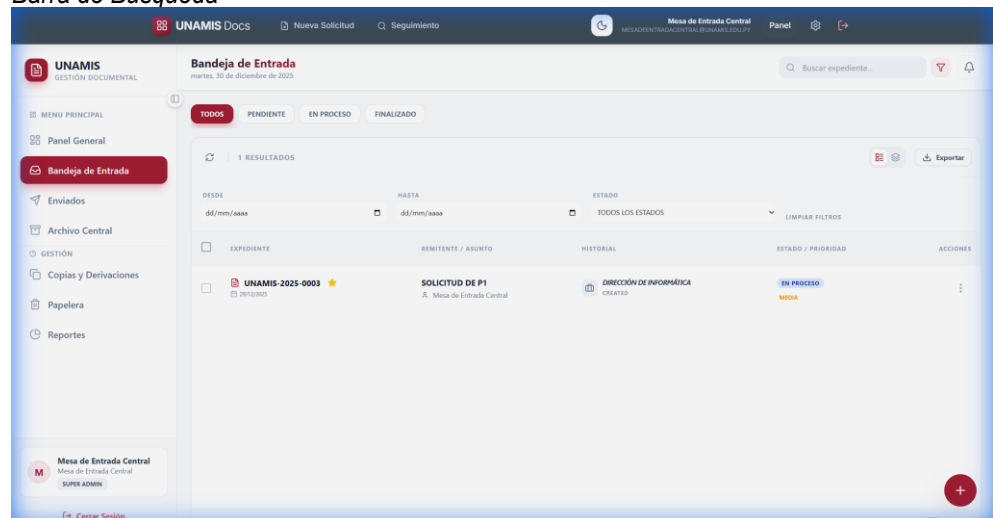 Barra de Búsqueda
UNAMIS Docs
Nueva Solicitud
Seguimiento
Mesa de Entrada Central
MESADEENTRADACENTRAL@UNAMIS.EDU.PY
Panel
UNAMIS
GESTIÓN DOCUMENTAL
Bandeja de Entrada
martes, 30 de diciembre de 2025
Buscar expediente...
MENU PRINCIPAL
Panel General
Bandeja de Entrada
Enviados
Archivo Central
GESTIÓN
Copias y Derivaciones
Papelera
Reportes
TODOS
PENDIENTE
EN PROCESO
FINALIZADO
1 RESULTADOS
Exportar
DESDE
HASTA
ESTADO
dd/mm/aaaa
dd/mm/aaaa
TODOS LOS ESTADOS
LIMPIAR FILTROS
EXPEDIENTE
REMITENTE / ASUNTO
HISTORIAL
ESTADO / PRIORIDAD
ACCIONES
UNAMIS-2025-0003
29/12/2025
SOLICITUD DE P1
Mesa de Entrada Central
DIRECCIÓN DE INFORMÁTICA
CREATED
EN PROCESO
MEDIA
M
Mesa de Entrada Central
Mesa de Entrada Central
SUPER ADMIN
Cerrar Sesión